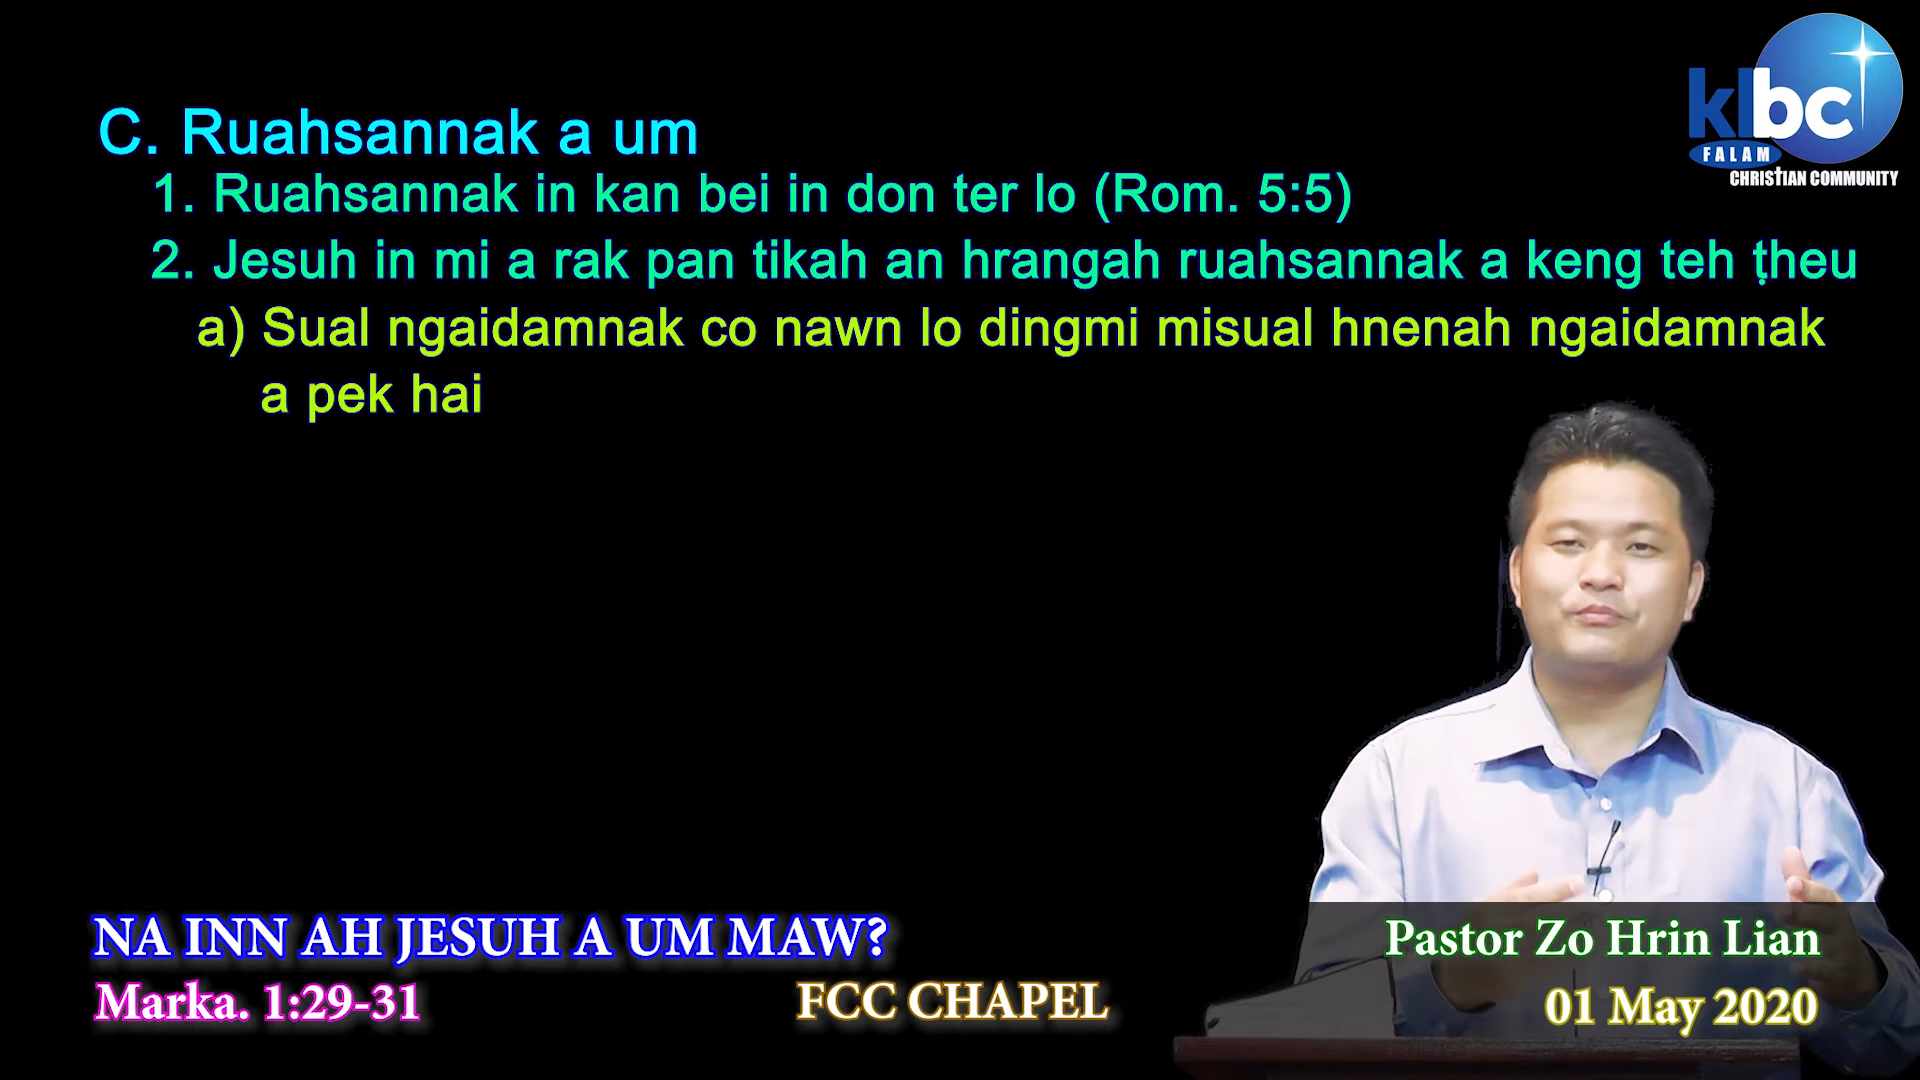 klbc
FALAM
CHRISTIAN COMMUNITY
C. Ruahsannak a um
1. Ruahsannak in kan bei in don ter lo (Rom. 5:5)
2. Jesuh in mi a rak pan tikah an hrangah ruahsannak a keng teh ṭheu
a) Sual ngaidamnak co nawn lo dingmi misual hnenah ngaidamnak
a pek hai
NA INN AH JESUH A UM MAW?
Marka. 1:29-31
FCC CHAPEL
Pastor Zo Hrin Lian
01 May 2020